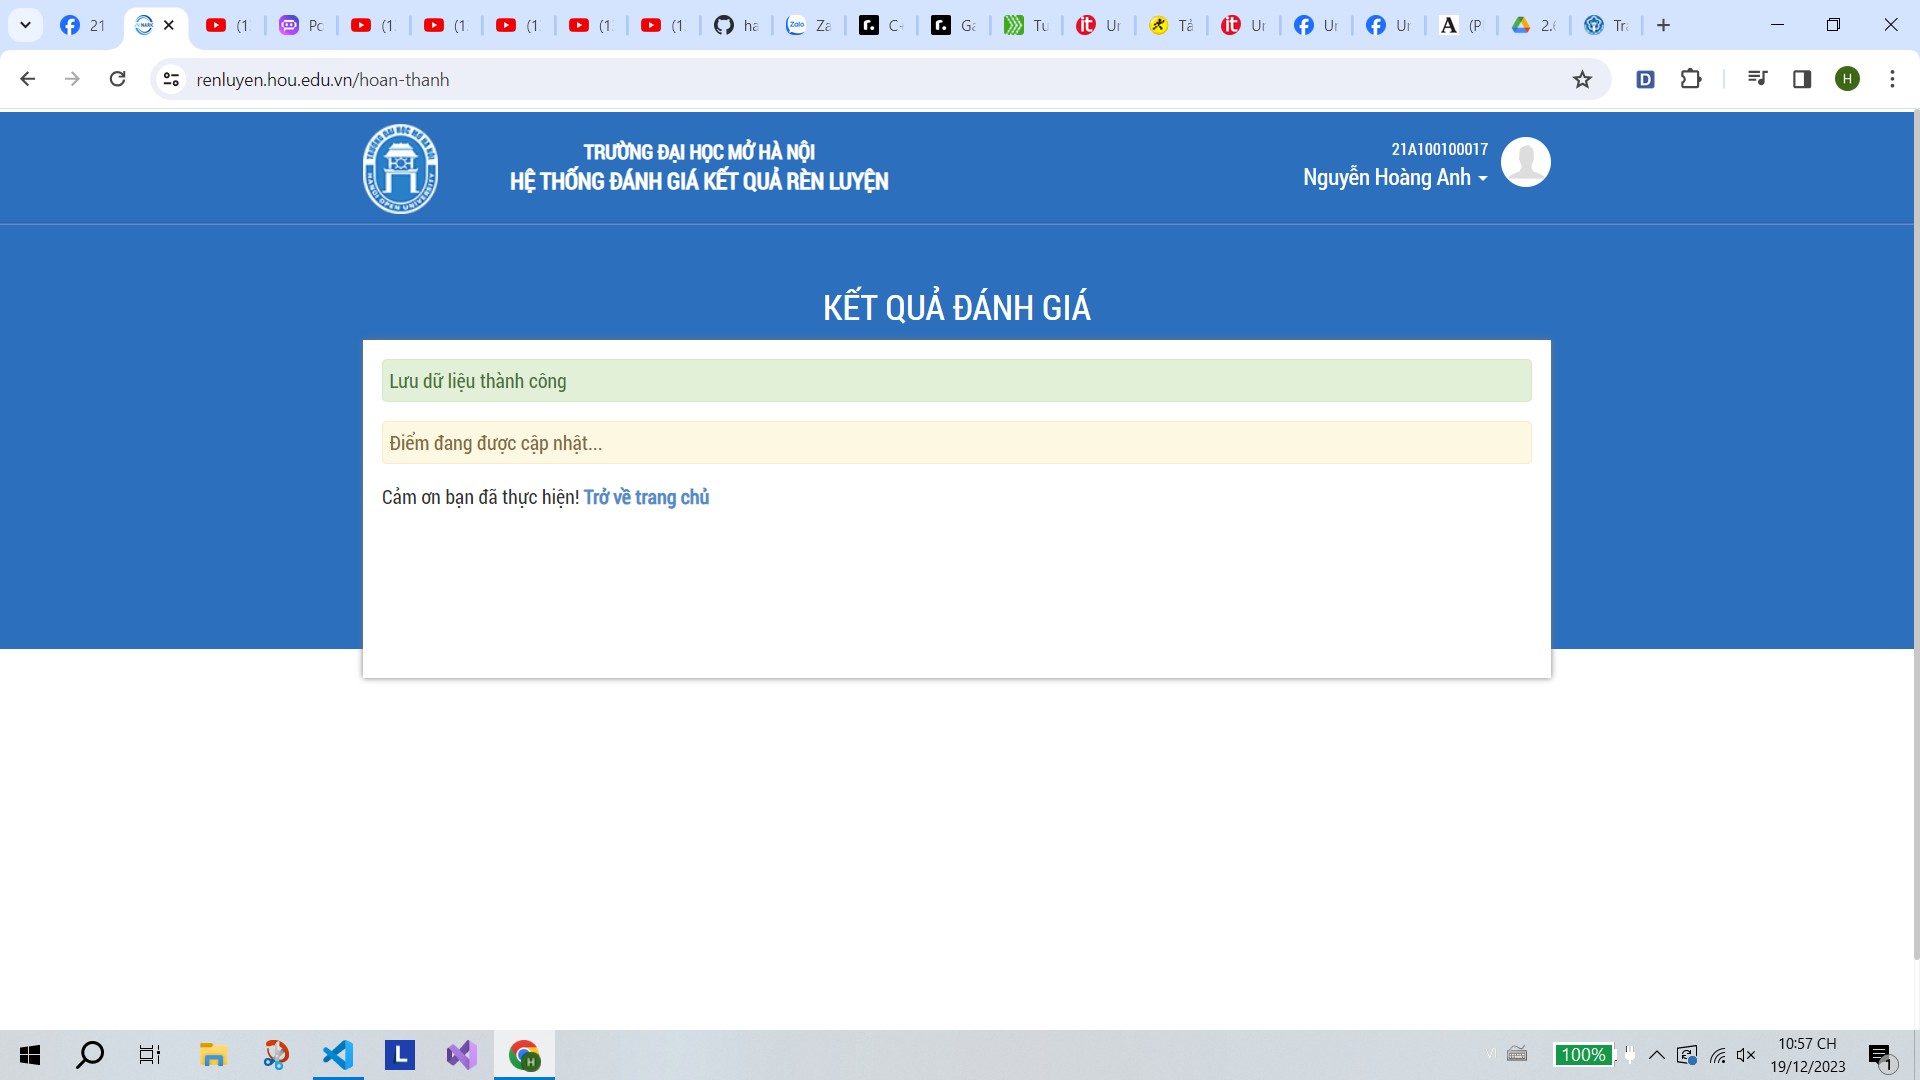 21
(1
Po
(1
(1
(1
(1
(1
ha
Za
C-
Ga
Tu
Ur
Tả
Ur
Ur
Ur
(P
2.
Tra
renluyen.hou.edu.vn/hoan-thanh
D
H
TRƯỜNG ĐẠI HỌC MỞ HÀ NỘI
HỆ THỐNG ĐÁNH GIÁ KẾT QUẢ RÈN LUYỆN
21A100100017
Nguyễn Hoàng Anh
KẾT QUẢ ĐÁNH GIÁ
Lưu dữ liệu thành công
Điểm đang được cập nhật...
Cảm ơn bạn đã thực hiện! Trở về trang chủ
L
H
VI
100%
10:57 CH
19/12/2023
1